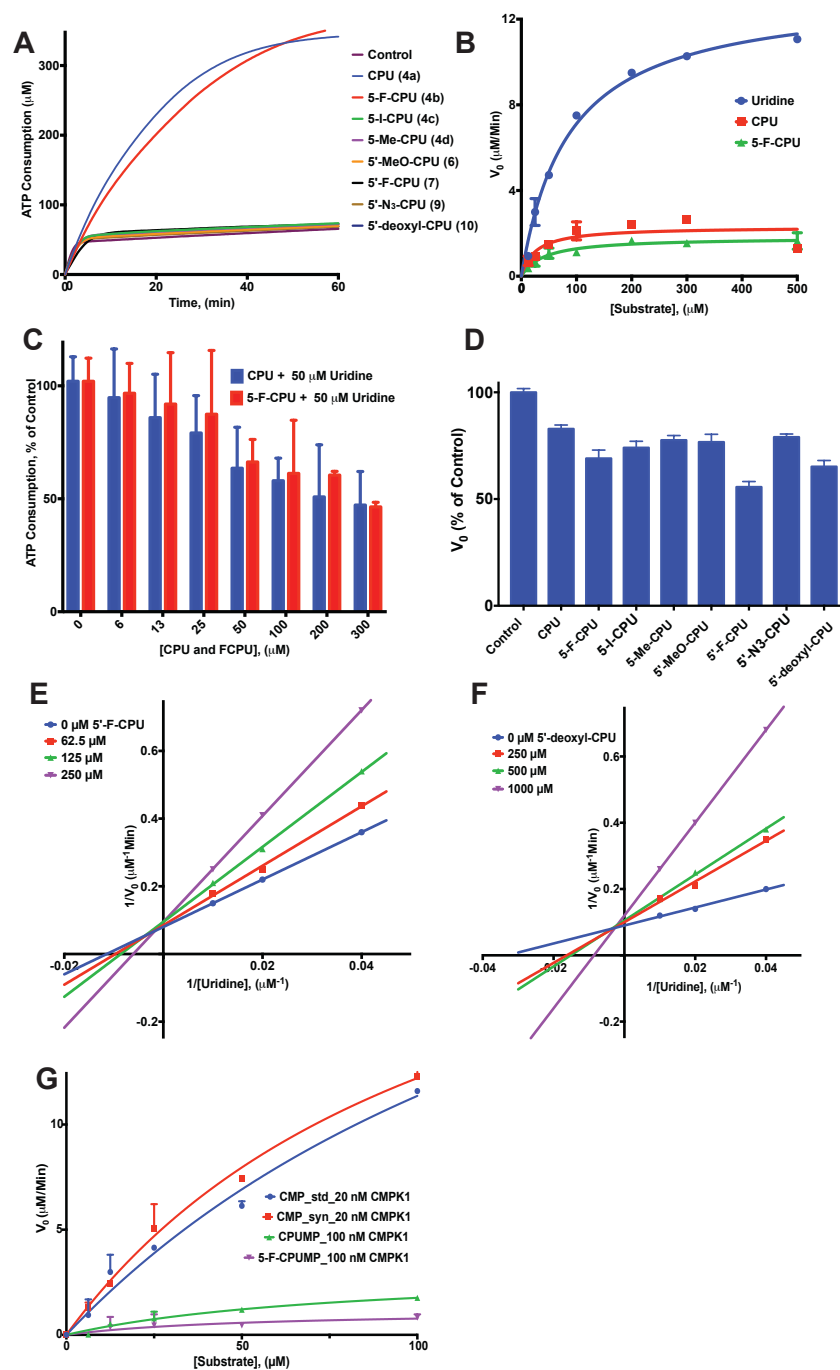 A
ATP Consumption (μM)
300
200
100
0
0
20
40
60
Time, (min)
Control
CPU (4a)
5-F-CPU (4b)
5-I-CPU (4c)
5-Me-CPU (4d)
5'-MeO-CPU (6)
5'-F-CPU (7)
5'-N3-CPU (9)
5'-deoxyl-CPU (10)
B
V0 (μM/Min)
12
8
4
0
0
100
200
300
400
500
[Substrate], (μM)
Uridine
CPU
5-F-CPU
C
ATP Consumption, % of Control
100
50
0
CPU + 50 μM Uridine
5-F-CPU + 50 μM Uridine
0
6
13
25
50
100
200
300
[CPU and FCPU], (μM)
D
V0 (% of Control)
100
50
0
Control
CPU
5-F-CPU
5-I-CPU
5-Me-CPU
5'-MeO-CPU
5'-F-CPU
5'-N3-CPU
5'-deoxyl-CPU
E
0 μM 5'-F-CPU
62.5 μM
125 μM
250 μM
1/V0 (μM-1Min)
0.6
0.4
0.2
-0.2
-0.02
0.02
0.04
1/[Uridine], (μM-1)
F
0 μM 5'-deoxyl-CPU
250 μM
500 μM
1000 μM
1/V0 (μM-1Min)
0.6
0.4
0.2
-0.2
-0.04
-0.02
0.02
0.04
1/[Uridine], (μM-1)
G
V0 (μM/Min)
10
5
0
0
50
100
[Substrate], (μM)
CMP_std_20 nM CMPK1
CMP_syn_20 nM CMPK1
CPUMP_100 nM CMPK1
5-F-CPUMP_100 nM CMPK1